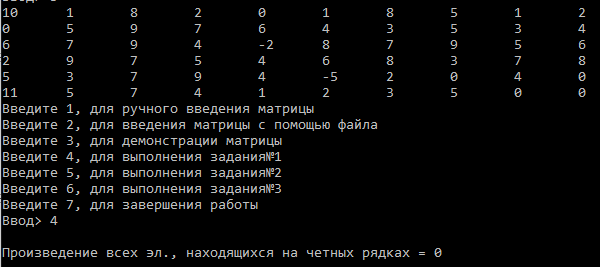 10 1 8 2 0 1 8 5 1 2
0 5 9 7 6 4 3 5 3 4
6 7 9 4 -2 8 7 9 5 6
2 9 7 5 4 6 8 3 7 8
5 3 7 9 4 -5 2 0 4 0
11 5 7 4 1 2 3 5 0 0
Введите 1, для ручного введения матрицы
Введите 2, для введения матрицы с помощью файла
Введите 3, для демонстрации матрицы
Введите 4, для выполнения задания№1
Введите 5, для выполнения задания№2
Введите 6, для выполнения задания№3
Введите 7, для завершения работы
Ввод> 4
Произведение всех эл., находящихся на четных рядках = 0